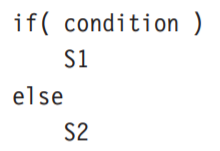 if( condition )
    S1
else
    S2